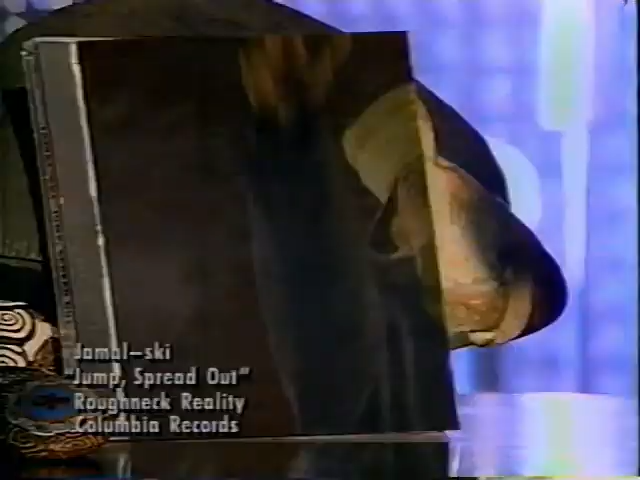 Jamal-ski
"Jump, Spread Out"
Roughneck Reality
Columbia Records